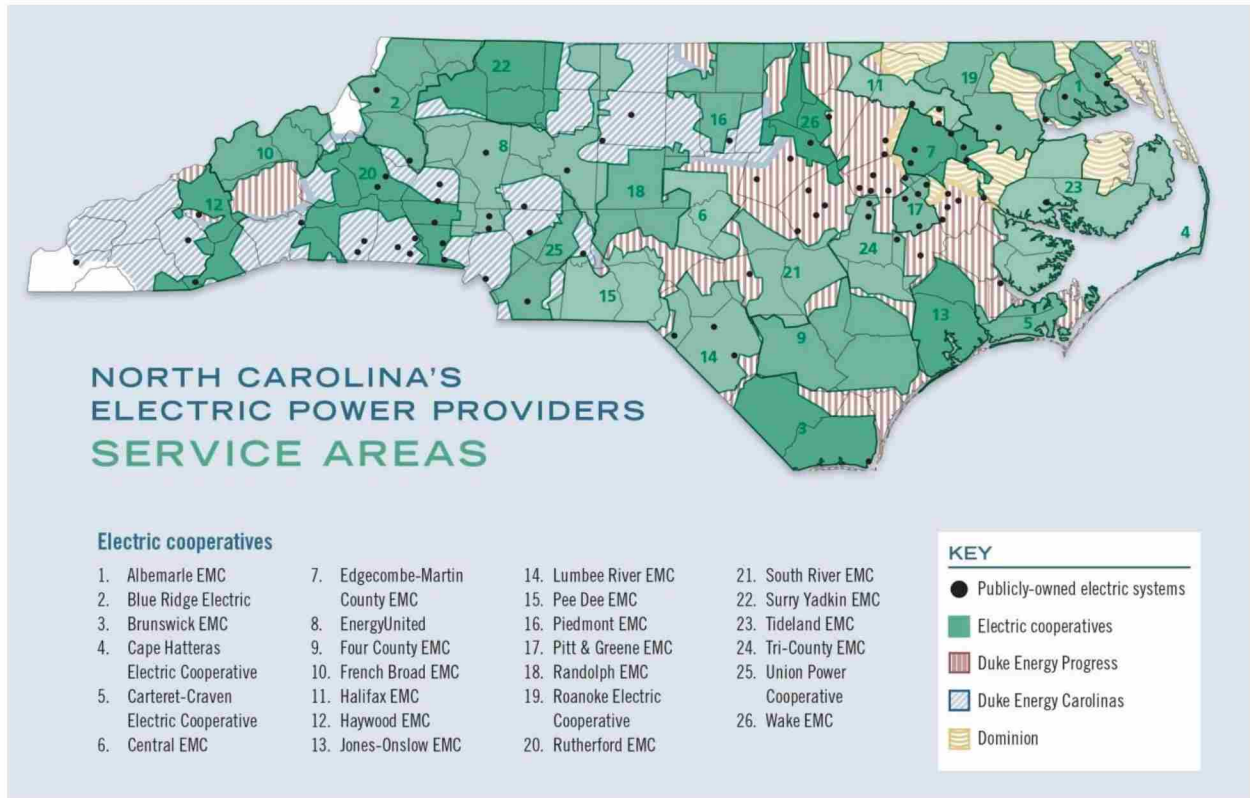 22
19
2
11
1
16
26
8
10
7
20
18
23
12
17
6
4
24
25
21
15
13
5
9
14
3
NORTH CAROLINA'S
ELECTRIC POWER PROVIDERS
SERVICE AREAS
Electric cooperatives
1. Albemarle EMC
2. Blue Ridge Electric
3. Brunswick EMC
4. Cape Hatteras
Electric Cooperative
5. Carteret-Craven
Electric Cooperative
6. Central EMC
7. Edgecombe-Martin
County EMC
8. EnergyUnited
9. Four County EMC
10. French Broad EMC
11. Halifax EMC
12. Haywood EMC
13. Jones-Onslow EMC
14. Lumbee River EMC
15. Pee Dee EMC
16. Piedmont EMC
17. Pitt & Greene EMC
18. Randolph EMC
19. Roanoke Electric
Cooperative
20. Rutherford EMC
21. South River EMC
22. Surry Yadkin EMC
23. Tideland EMC
24. Tri-County EMC
25. Union Power
Cooperative
26. Wake EMC
KEY
Publicly-owned electric systems
Electric cooperatives
Duke Energy Progress
Duke Energy Carolinas
Dominion